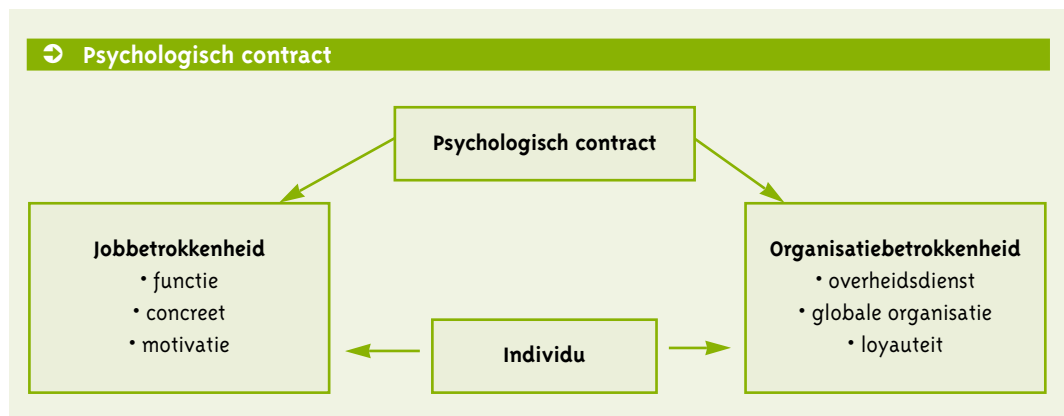 Psychologisch contract
Psychologisch contract
Jobbetrokkenheid
• functie
• concreet
• motivatie
Individu
Organisatiebetrokkenheid
• overheidsdienst
• globale organisatie
• loyauteit